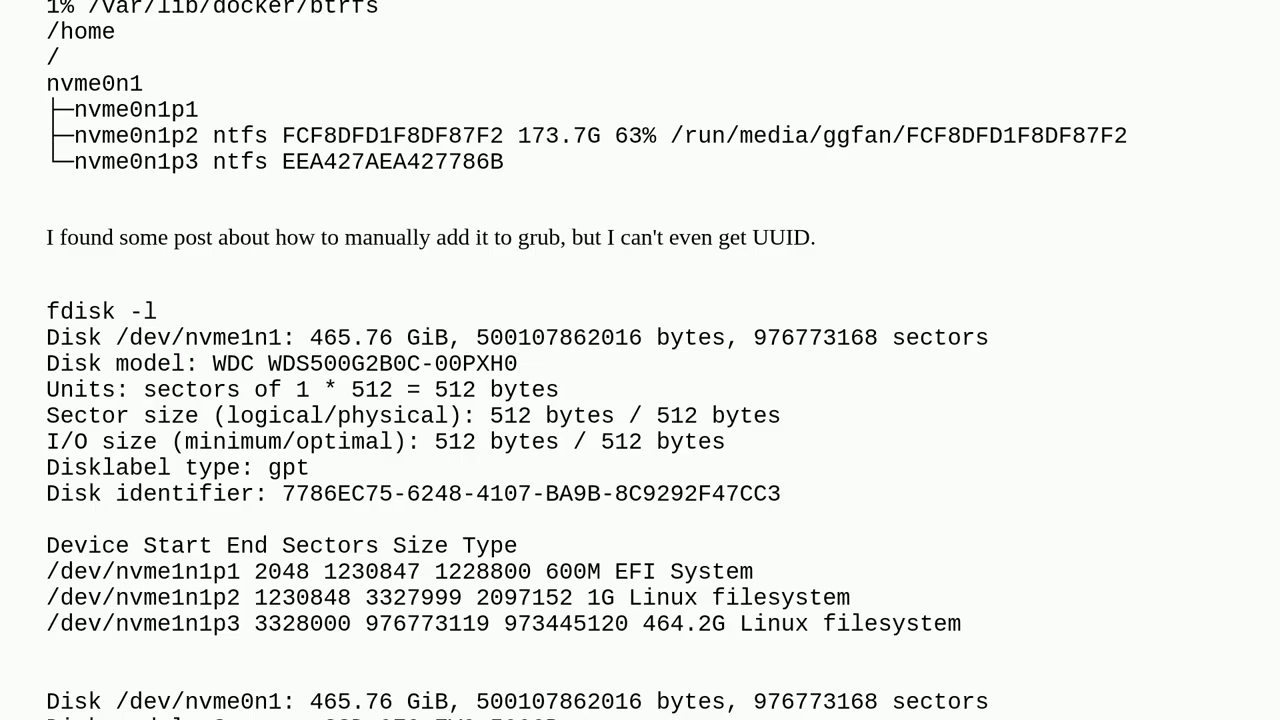 1% /var/lib/docker/btrfs
/home
/
nvme0n1
├─nvme0n1p1
├─nvme0n1p2 ntfs FCF8DFD1F8DF87F2 173.7G 63% /run/media/ggfan/FCF8DFD1F8DF87F2
└─nvme0n1p3 ntfs EEA427AEA427786B
I found some post about how to manually add it to grub, but I can't even get UUID.
fdisk -l
Disk /dev/nvme1n1: 465.76 GiB, 500107862016 bytes, 976773168 sectors
Disk model: WDC WDS500G2B0C-00PXH0
Units: sectors of 1 * 512 = 512 bytes
Sector size (logical/physical): 512 bytes / 512 bytes
I/O size (minimum/optimal): 512 bytes / 512 bytes
Disklabel type: gpt
Disk identifier: 7786EC75-6248-4107-BA9B-8C9292F47CC3
Device Start End Sectors Size Type
/dev/nvme1n1p1 2048 1230847 1228800 600M EFI System
/dev/nvme1n1p2 1230848 3327999 2097152 1G Linux filesystem
/dev/nvme1n1p3 3328000 976773119 973445120 464.2G Linux filesystem
Disk /dev/nvme0n1: 465.76 GiB, 500107862016 bytes, 976773168 sectors